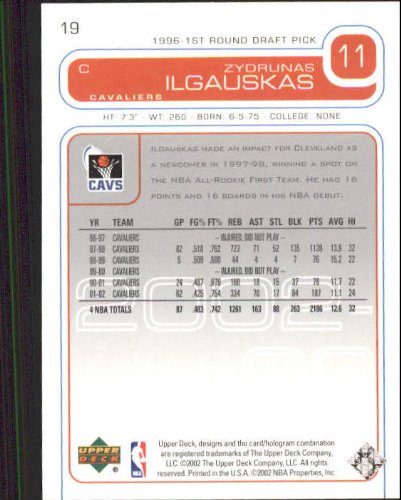 19
1996-1ST ROUND DRAFT PICK
11
C
ZYDRUNAS
ILGAUSKAS
CAVALIERS
HT: 7'3" · WT: 260 · BORN: 6-5-75 · COLLEGE: NONE
ILGAUSKAS MADE AN IMPACT FOR CLEVELAND AS
A NEWCOMER IN 1997-98, WINNING A SPOT ON
THE NBA ALL-ROOKIE FIRST TEAM. HE HAD 16
POINTS AND 16 BOARDS IN HIS NBA DEBUT.
CAVS
YR TEAM GP FG% FT% REB AST STL BLK PTS AVG HI
96-97 CAVALIERS – INJURED, DID NOT PLAY –
97-98 CAVALIERS 82 .518 .762 723 71 52 135 1139 13.9 32
98-99 CAVALIERS 5 .509 .600 44 4 7 76 15.2 22
99-00 CAVALIERS – INJURED, DID NOT PLAY –
00-01 CAVALIERS 24 .487 160 18 15 37 11.7 22
01-02 CAVALIERS 62 .425 .754 334 70 17 84 11.1 24
4 NBA TOTALS .742 1261 163 88 263 2186 12.6 32
2002-
UPPER
DECK
NBA
Upper Deck, designs and the card/hologram combination
are registered trademarks of The Upper Deck Company,
LLC. ©2002 The Upper Deck Company, LLC. All rights
reserved. Printed in the U.S.A. ©2002 NBA Properties, Inc.